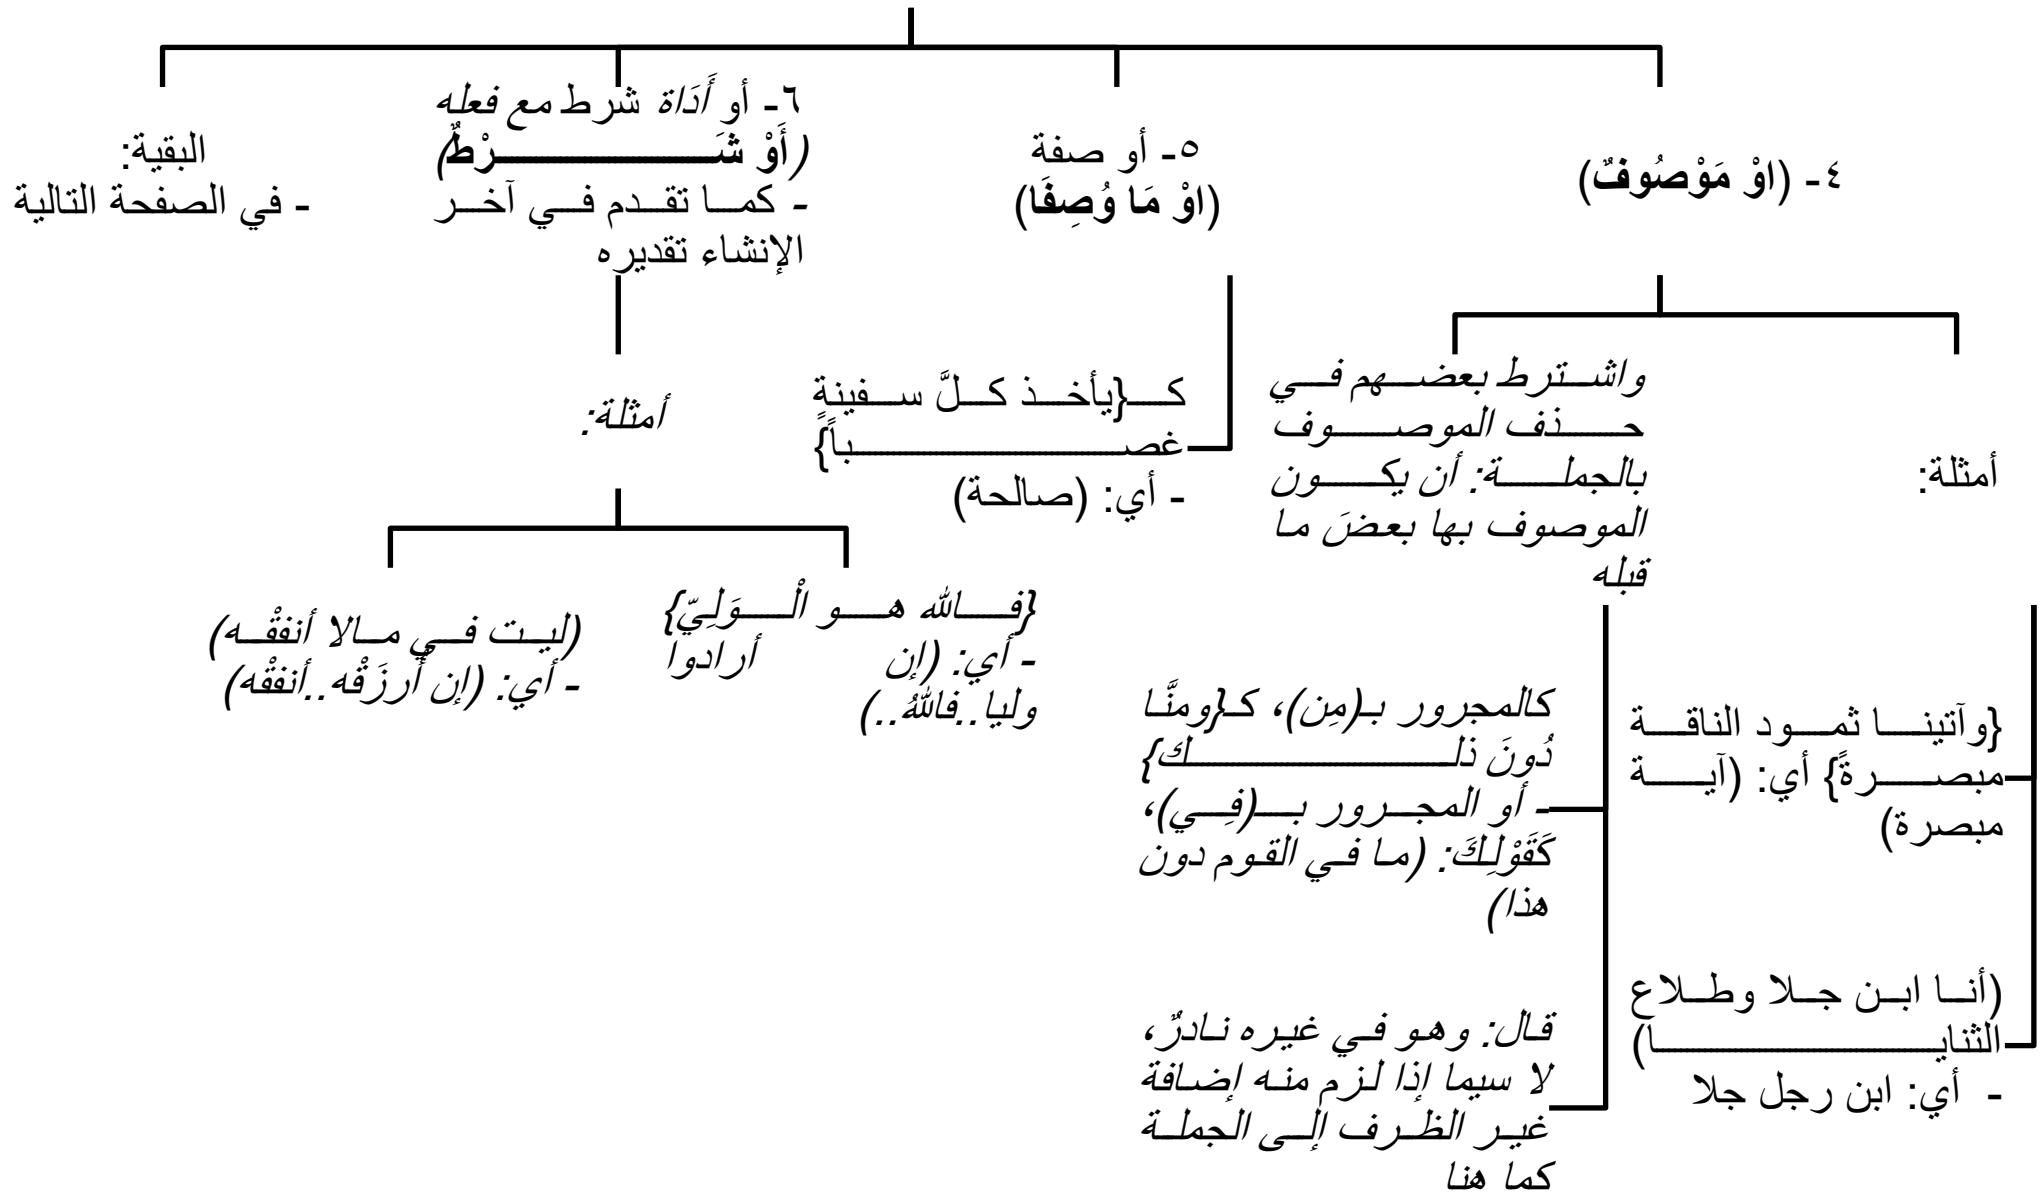 ٤- (اوْ مَوْصُوفٌ)
٥- أو صفة
(اوْ مَا وُصِفَا)
٦- أو أَدَاة شرط مع فعله
(أَوْ شَرْطٌ)
- كما تقدم في آخر
الإنشاء تقديره
البقية:
- في الصفحة التالية
أمثلة:
{وآتينا ثمود الناقة
مبصرةً} أي: (آية
مبصرة)
(أنا ابن جلا وطلاع
الثنايا)
- أي: ابن رجل جلا
واشترط بعضهم في
حذف الموصوف
بالجملة: أن يكون
الموصوف بها بعضَ ما
قبله
كالمجرور بـ(مِن)، كـ{ومنَّا
دُونَ ذلك}
- أو المجرور بـ(فِي)،
كَقَوْلِكَ: (ما في القوم دون
هذا)
قال: وهو في غيره نادرٌ،
لا سيما إذا لزم منه إضافة
غير الظرف إلى الجملة
كما هنا
كـ{يأخذ كلَّ سفينةٍ
غصباً}
- أي: (صالحة)
أمثلة:
{فالله هو الْوَلِيّ}
- أي: (إن أرادوا
وليا..فاللهُ..)
(ليت في مالا أنفقْه)
- أي: (إن أُرزَقْه..أنفقْه)